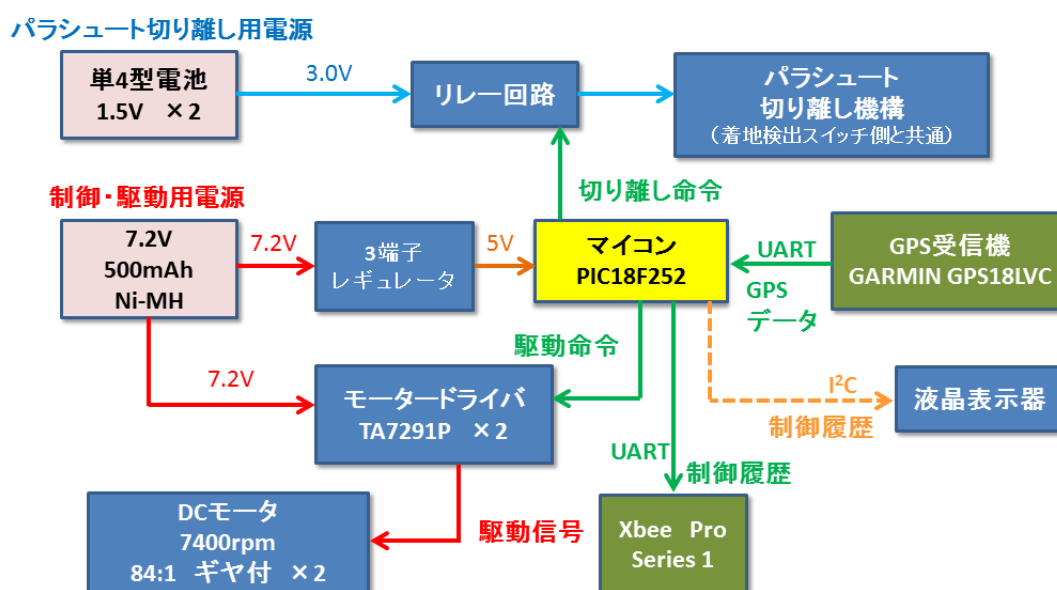 パラシュート切り離し用電源
単4型電池
1.5V ×2
3.0V
リレー回路
パラシュート
切り離し機構
(着地検出スイッチ側と共通)
切り離し命令
制御・駆動用電源
7.2V
500mAh
Ni-MH
7.2V
3端子
レギュレータ
5V
マイコン
PIC18F252
UART
GPS
データ
GPS受信機
GARMIN GPS18LVC
駆動命令
7.2V
モータードライバ
TA7291P ×2
I²C
制御履歴
液晶表示器
UART
制御履歴
DCモータ
7400rpm
84:1 ギヤ付 ×2
駆動信号
Xbee Pro
Series 1